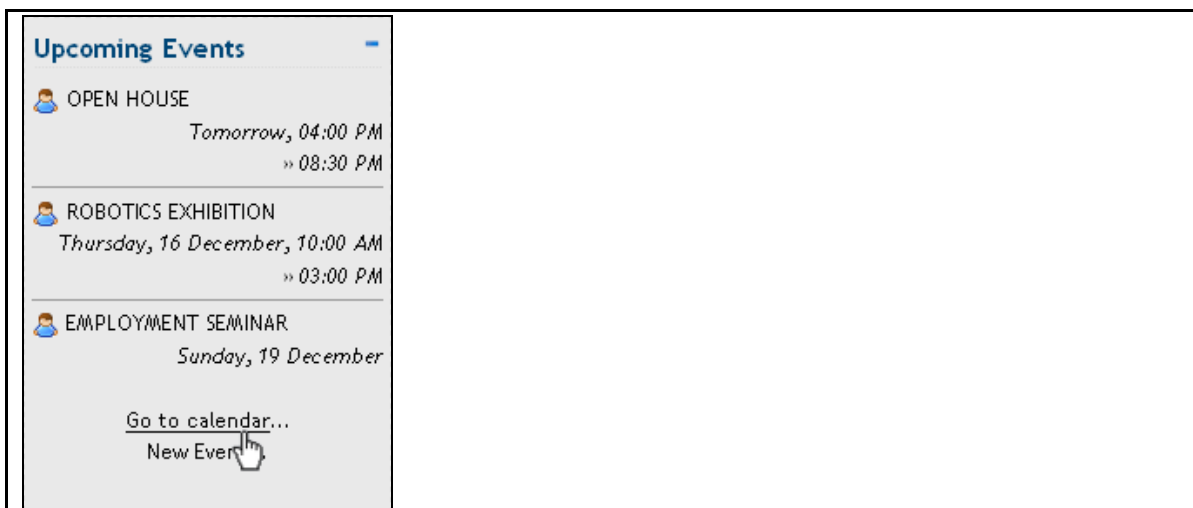 Upcoming Events
OPEN HOUSE
Tomorrow, 04:00 PM
» 08:30 PM
ROBOTICS EXHIBITION
Thursday, 16 December, 10:00 AM
» 03:00 PM
EMPLOYMENT SEMINAR
Sunday, 19 December
Go to calendar...
New